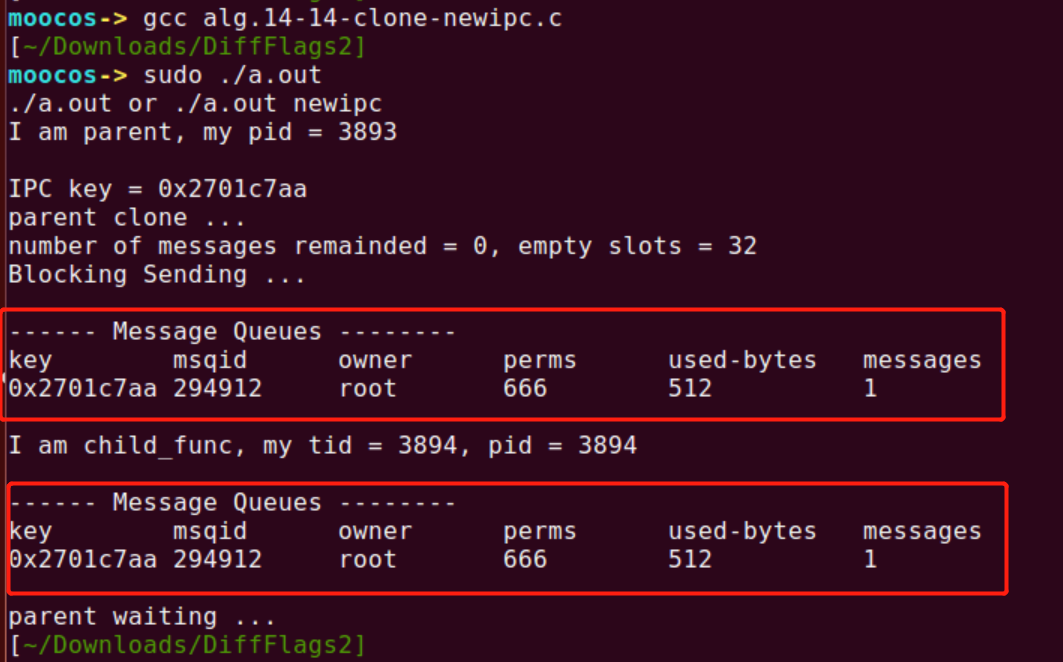 moocos-> gcc alg.14-14-clone-newipc.c
[~/Downloads/DiffFlags2]
moocos-> sudo ./a.out
./a.out or ./a.out newipc
I am parent, my pid = 3893
IPC key = 0x2701c7aa
parent clone ...
number of messages remainded = 0, empty slots = 32
Blocking Sending ...
------ Message Queues --------
key        msqid      owner      perms      used-bytes   messages
0x2701c7aa 294912     root       666        512          1
I am child_func, my tid = 3894, pid = 3894
------ Message Queues --------
key        msqid      owner      perms      used-bytes   messages
0x2701c7aa 294912     root       666        512          1
parent waiting ...
[~/Downloads/DiffFlags2]